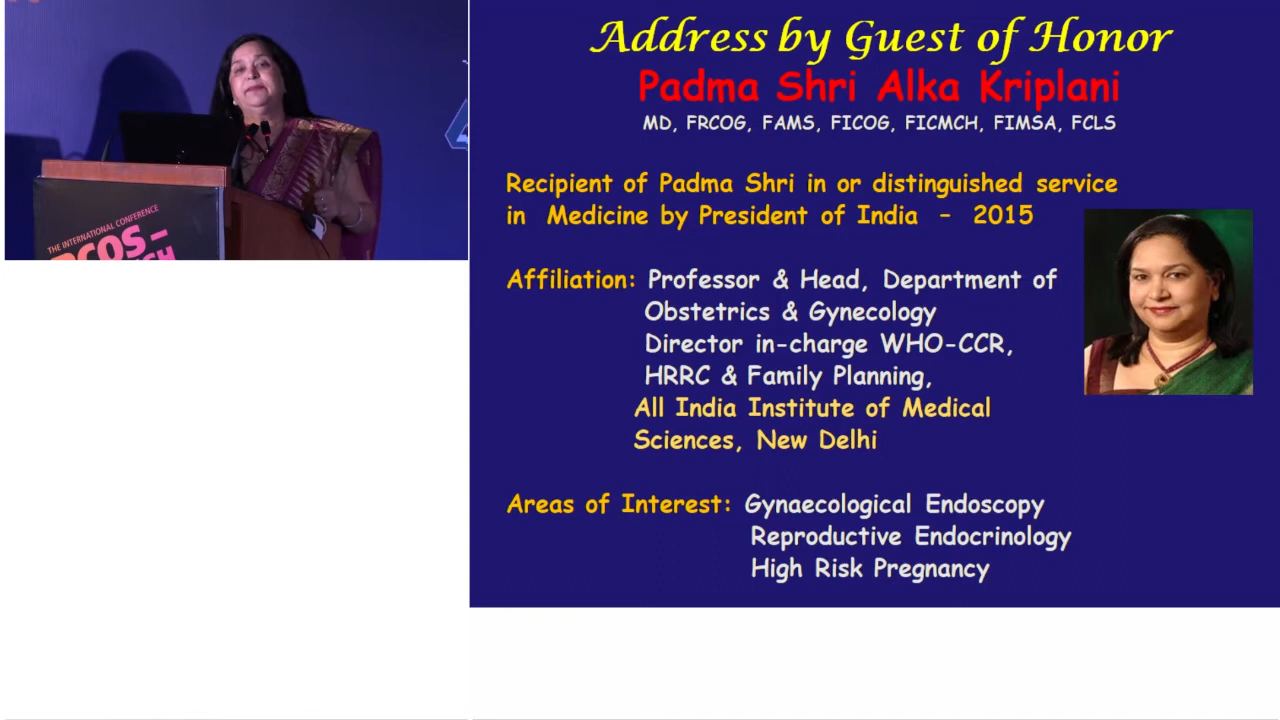 THE INTERNATIONAL CONFERENCE
PCOS-
Address by Guest of Honor
Padma Shri Alka Kriplani
MD, FRCOG, FAMS, FICOG, FICMCH, FIMSA, FCLS
Recipient of Padma Shri in or distinguished service
in Medicine by President of India - 2015
Affiliation: Professor & Head, Department of
Obstetrics & Gynecology
Director in-charge WHO-CCR,
HRRC & Family Planning,
All India Institute of Medical
Sciences, New Delhi
Areas of Interest: Gynaecological Endoscopy
Reproductive Endocrinology
High Risk Pregnancy